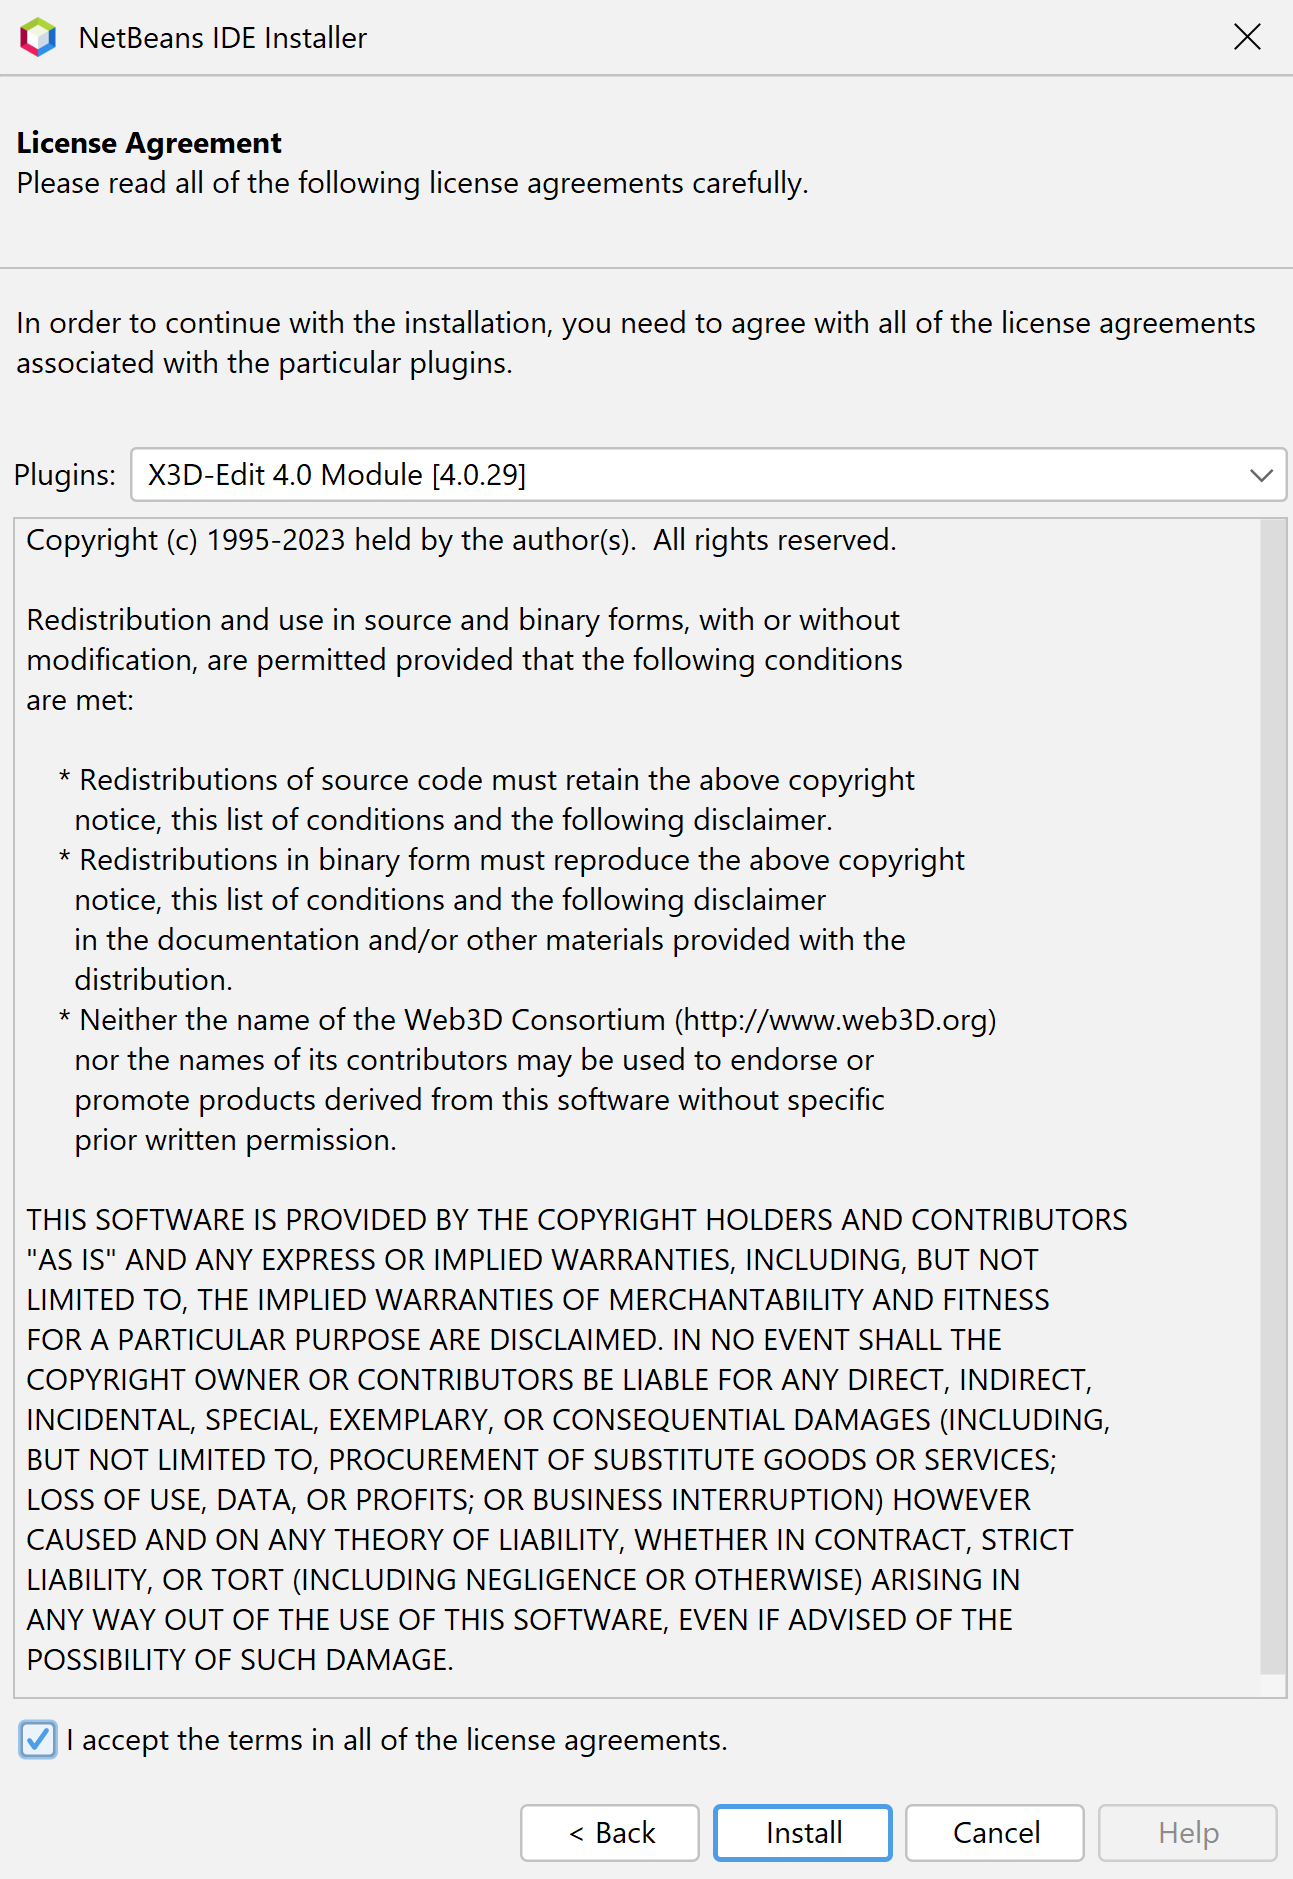 NetBeans IDE Installer
License Agreement
Please read all of the following license agreements carefully.
In order to continue with the installation, you need to agree with all of the license agreements
associated with the particular plugins.
Plugins: X3D-Edit 4.0 Module [4.0.29]
Copyright (c) 1995-2023 held by the author(s).  All rights reserved.
Redistribution and use in source and binary forms, with or without
modification, are permitted provided that the following conditions
are met:
* Redistributions of source code must retain the above copyright
notice, this list of conditions and the following disclaimer.
* Redistributions in binary form must reproduce the above copyright
notice, this list of conditions and the following disclaimer
in the documentation and/or other materials provided with the
distribution.
* Neither the name of the Web3D Consortium (http://www.web3D.org)
nor the names of its contributors may be used to endorse or
promote products derived from this software without specific
prior written permission.
THIS SOFTWARE IS PROVIDED BY THE COPYRIGHT HOLDERS AND CONTRIBUTORS
"AS IS" AND ANY EXPRESS OR IMPLIED WARRANTIES, INCLUDING, BUT NOT
LIMITED TO, THE IMPLIED WARRANTIES OF MERCHANTABILITY AND FITNESS
FOR A PARTICULAR PURPOSE ARE DISCLAIMED. IN NO EVENT SHALL THE
COPYRIGHT OWNER OR CONTRIBUTORS BE LIABLE FOR ANY DIRECT, INDIRECT,
INCIDENTAL, SPECIAL, EXEMPLARY, OR CONSEQUENTIAL DAMAGES (INCLUDING,
BUT NOT LIMITED TO, PROCUREMENT OF SUBSTITUTE GOODS OR SERVICES;
LOSS OF USE, DATA, OR PROFITS; OR BUSINESS INTERRUPTION) HOWEVER
CAUSED AND ON ANY THEORY OF LIABILITY, WHETHER IN CONTRACT, STRICT
LIABILITY, OR TORT (INCLUDING NEGLIGENCE OR OTHERWISE) ARISING IN
ANY WAY OUT OF THE USE OF THIS SOFTWARE, EVEN IF ADVISED OF THE
POSSIBILITY OF SUCH DAMAGE.
I accept the terms in all of the license agreements.
< Back Install Cancel Help